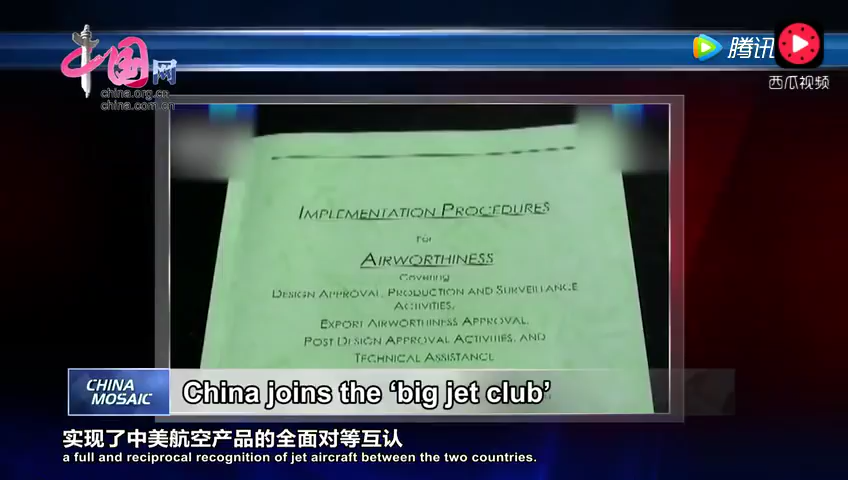 中国网
china.org.cn
china.com.cn
腾讯
西瓜视频
IMPLEMENTATION PROCEDURES
For
AIRWORTHINESS
Covering
DESIGN APPROVAL, PRODUCTION AND SURVEILLANCE
ACTIVITIES,
EXPORT AIRWORTHINESS APPROVAL,
POST DESIGN APPROVAL ACTIVITIES, AND
TECHNICAL ASSISTANCE
CHINA
MOSAIC
China joins the ‘big jet club’
实现了中美航空产品的全面对等互认
a full and reciprocal recognition of jet aircraft between the two countries.